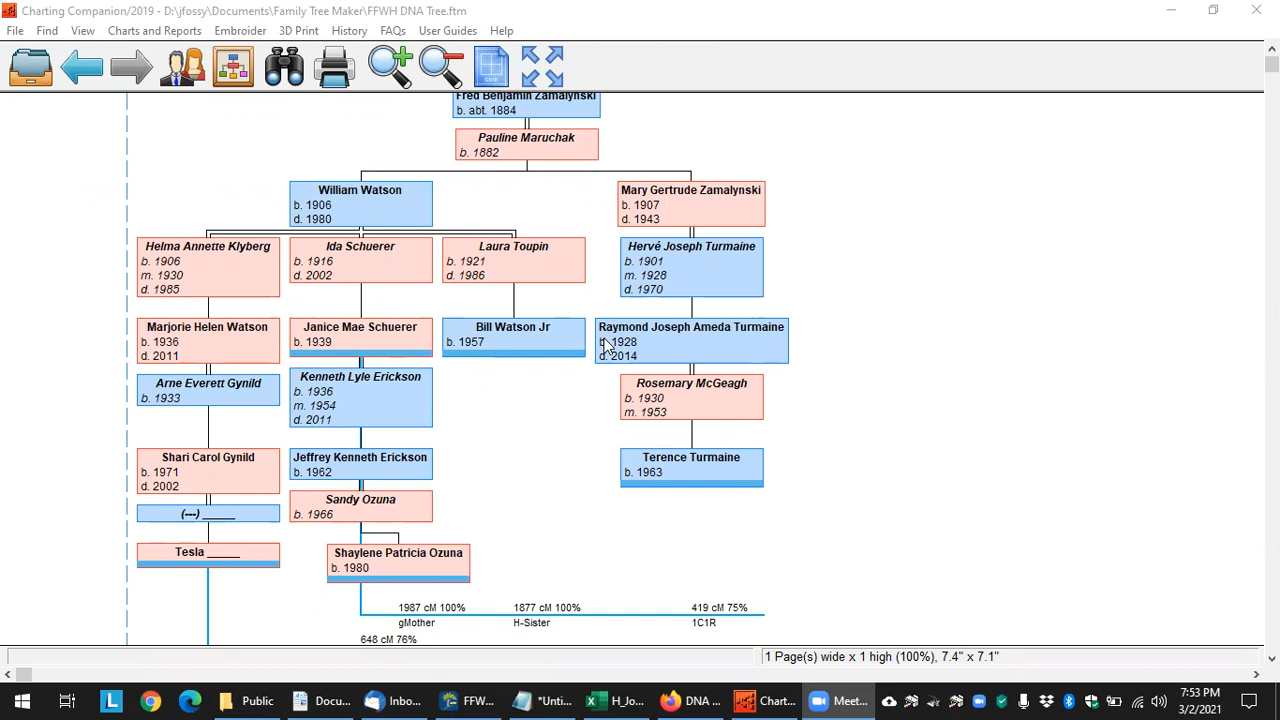 Charting Companion/2019 - D:\jfossy\Documents\Family Tree Maker\FFWH DNA Tree.ftm
File Find View Charts and Reports Embroider 3D Print History FAQs User Guides Help
Fred Benjamin Zamalynski
b. abt. 1884
Pauline Maruchak
b. 1882
William Watson
b. 1906
d. 1980
Mary Gertrude Zamalynski
b. 1907
d. 1943
Helma Annette Klyberg
b. 1906
m. 1930
d. 1985
Ida Schuerer
b. 1916
d. 2002
Laura Toupin
b. 1921
d. 1986
Hervé Joseph Turmaine
b. 1901
m. 1928
d. 1970
Marjorie Helen Watson
b. 1936
d. 2011
Janice Mae Schuerer
b. 1939
Bill Watson Jr
b. 1957
Raymond Joseph Ameda Turmaine
b. 1928
d. 2014
Arne Everett Gynild
b. 1933
Kenneth Lyle Erickson
b. 1936
m. 1954
d. 2011
Rosemary McGeagh
b. 1930
m. 1953
Shari Carol Gynild
b. 1971
d. 2002
Jeffrey Kenneth Erickson
b. 1962
Terence Turmaine
b. 1963
(---) _____
Sandy Ozuna
b. 1966
Tesla _____
Shaylene Patricia Ozuna
b. 1980
1987 cM 100% 1877 cM 100% 419 cM 75%
gMother H-Sister 1C1R
648 cM 76%
1 Page(s) wide x 1 high (100%), 7.4" x 7.1"
L Public Docu... Inbo... FFW... *Unti... H_Jo... DNA ... Chart... Meet...
7:53 PM
3/2/2021